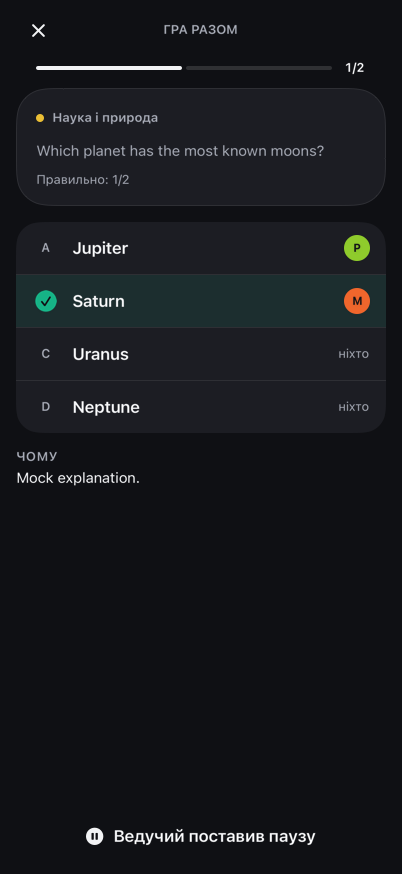 ГРА РАЗОМ
1/2
Наука і природа
Which planet has the most known moons?
Правильно: 1/2
A Jupiter P
Saturn M
C Uranus ніхто
D Neptune ніхто
ЧОМУ
Mock explanation.
Ведучий поставив паузу